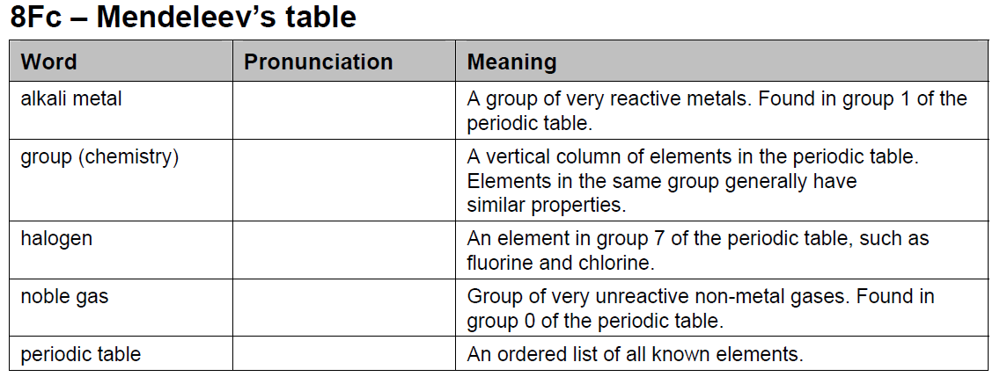 8Fc – Mendeleev’s table
Word Pronunciation Meaning
alkali metal A group of very reactive metals. Found in group 1 of the
periodic table.
group (chemistry) A vertical column of elements in the periodic table.
Elements in the same group generally have
similar properties.
halogen An element in group 7 of the periodic table, such as
fluorine and chlorine.
noble gas Group of very unreactive non-metal gases. Found in
group 0 of the periodic table.
periodic table An ordered list of all known elements.